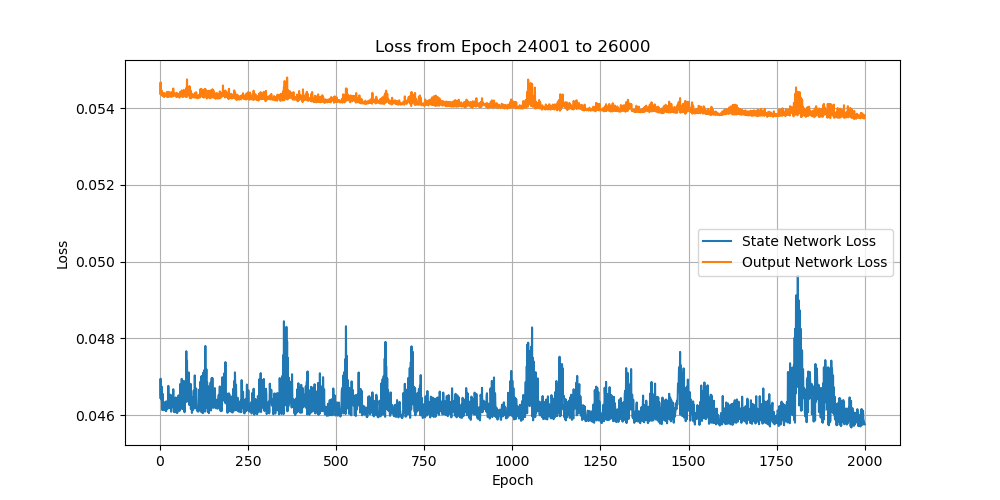 Loss from Epoch 24001 to 26000
Loss
0.054
0.052
0.050
0.048
0.046
State Network Loss
Output Network Loss
0 250 500 750 1000 1250 1500 1750 2000
Epoch